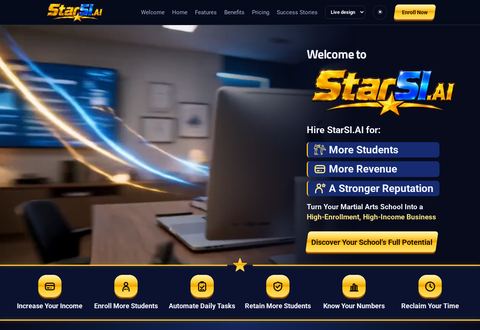 StarSI.AI
Welcome Home Features Benefits Pricing Success Stories Live design Enroll Now
Welcome to
StarSI.AI
Hire StarSI.AI for:
More Students
More Revenue
A Stronger Reputation
Turn Your Martial Arts School Into a
High-Enrollment, High-Income Business
Discover Your School's Full Potential
Increase Your Income Enroll More Students Automate Daily Tasks Retain More Students Know Your Numbers Reclaim Your Time